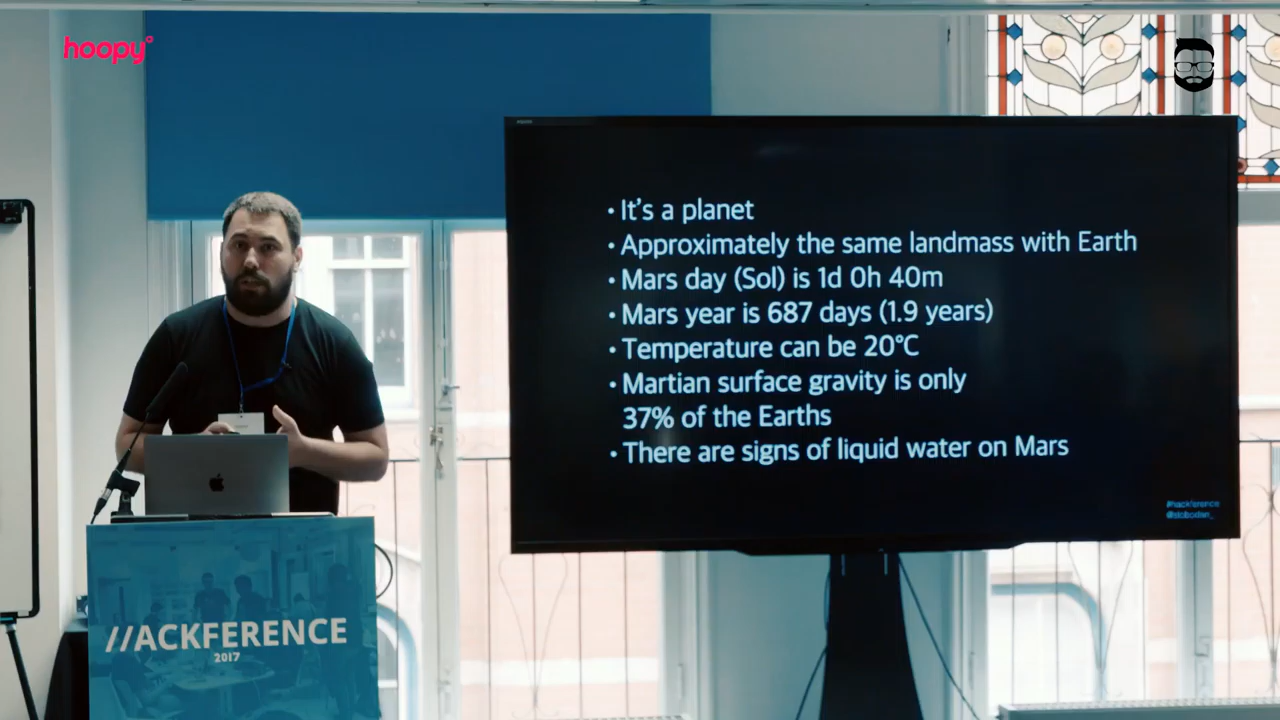 hoopy°
• It's a planet
• Approximately the same landmass with Earth
• Mars day (Sol) is 1d 0h 40m
• Mars year is 687 days (1.9 years)
• Temperature can be 20°C
• Martian surface gravity is only
37% of the Earths
• There are signs of liquid water on Mars
#hackference
@slobodan_
//ACKFERENCE
2017